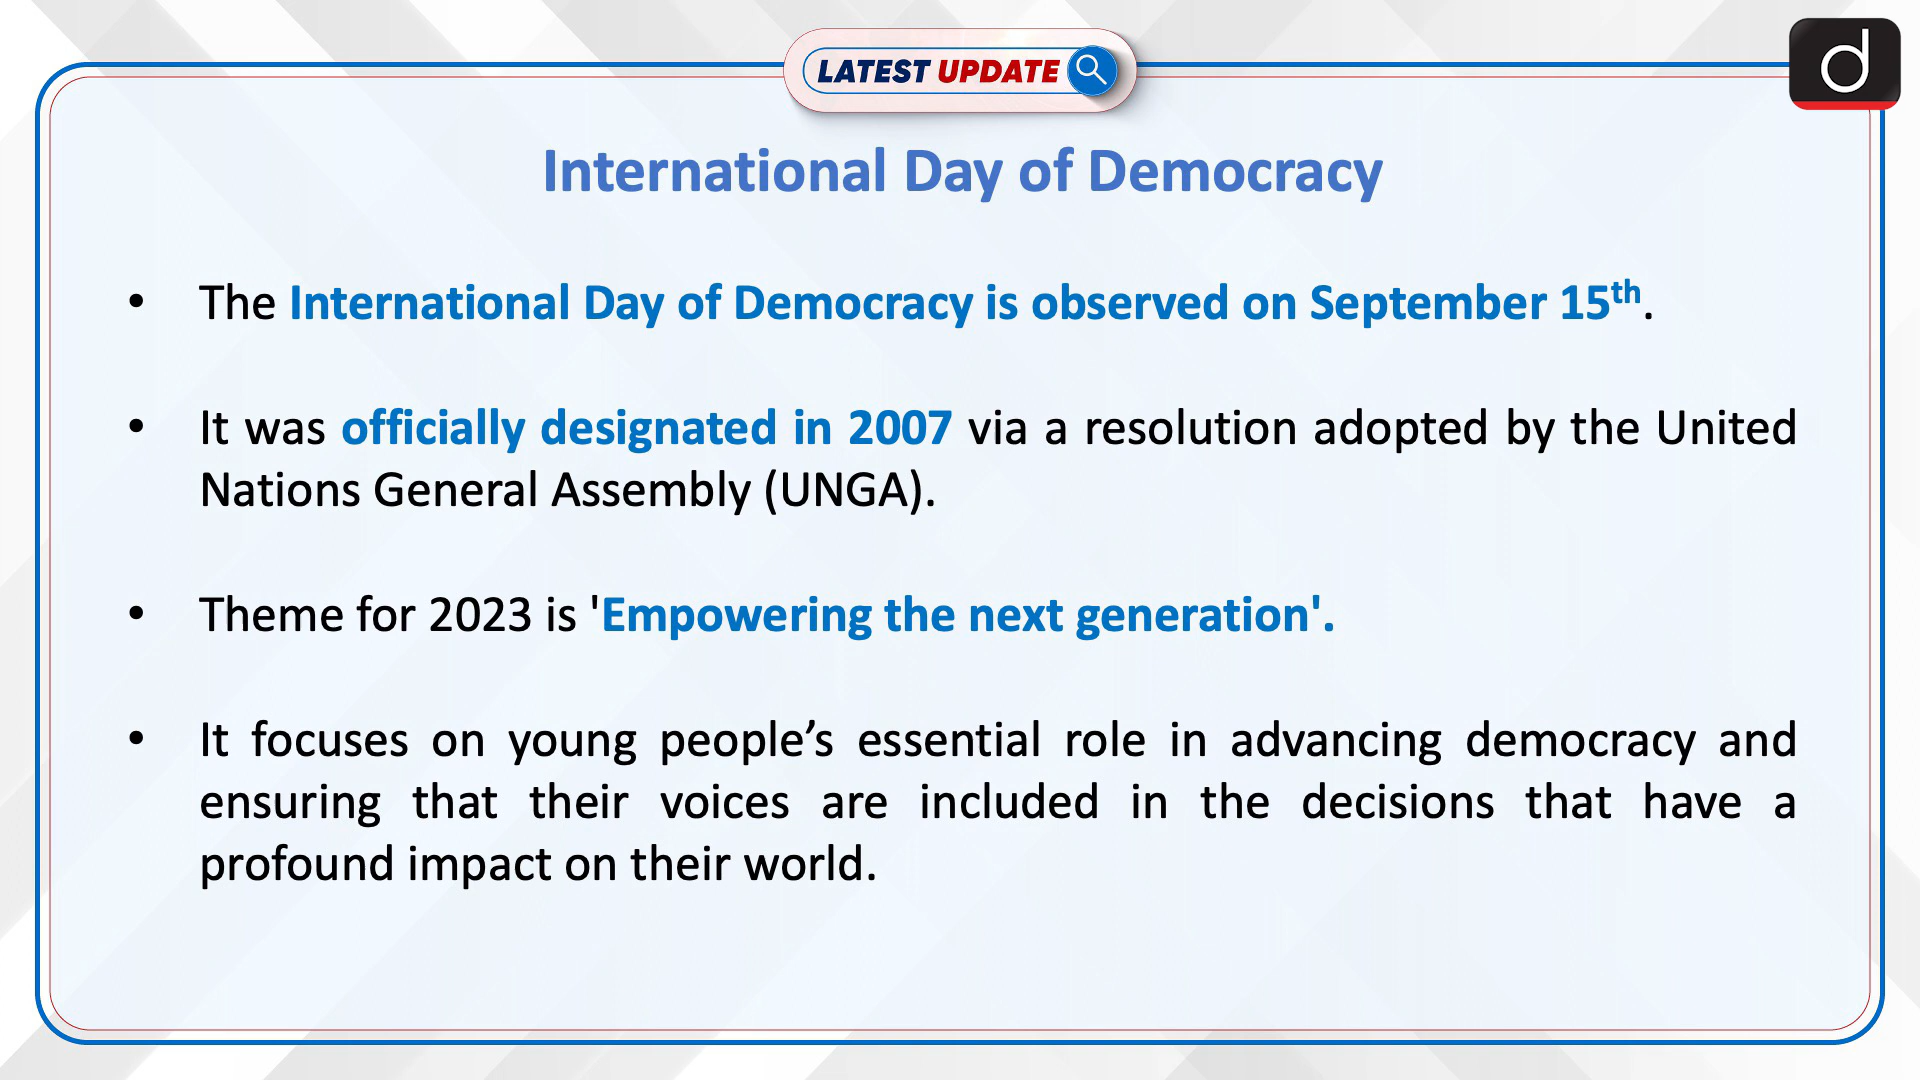 LATEST UPDATE
d
International Day of Democracy
• The International Day of Democracy is observed on September 15th.
• It was officially designated in 2007 via a resolution adopted by the United
Nations General Assembly (UNGA).
• Theme for 2023 is 'Empowering the next generation'.
• It focuses on young people’s essential role in advancing democracy and
ensuring that their voices are included in the decisions that have a
profound impact on their world.